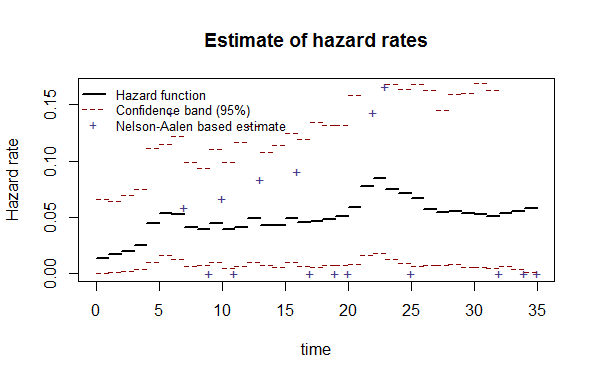 Estimate of hazard rates
Hazard rate
0.15
0.10
0.05
0.00
Hazard function
Confidence band (95%)
Nelson-Aalen based estimate
0 5 10 15 20 25 30 35
time